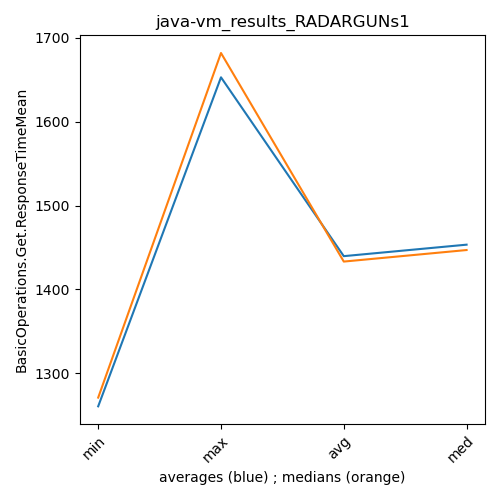 java-vm_results_RADARGUNs1
BasicOperations.Get.ResponseTimeMean
1700
1600
1500
1400
1300
min
max
avg
med
averages (blue) ; medians (orange)